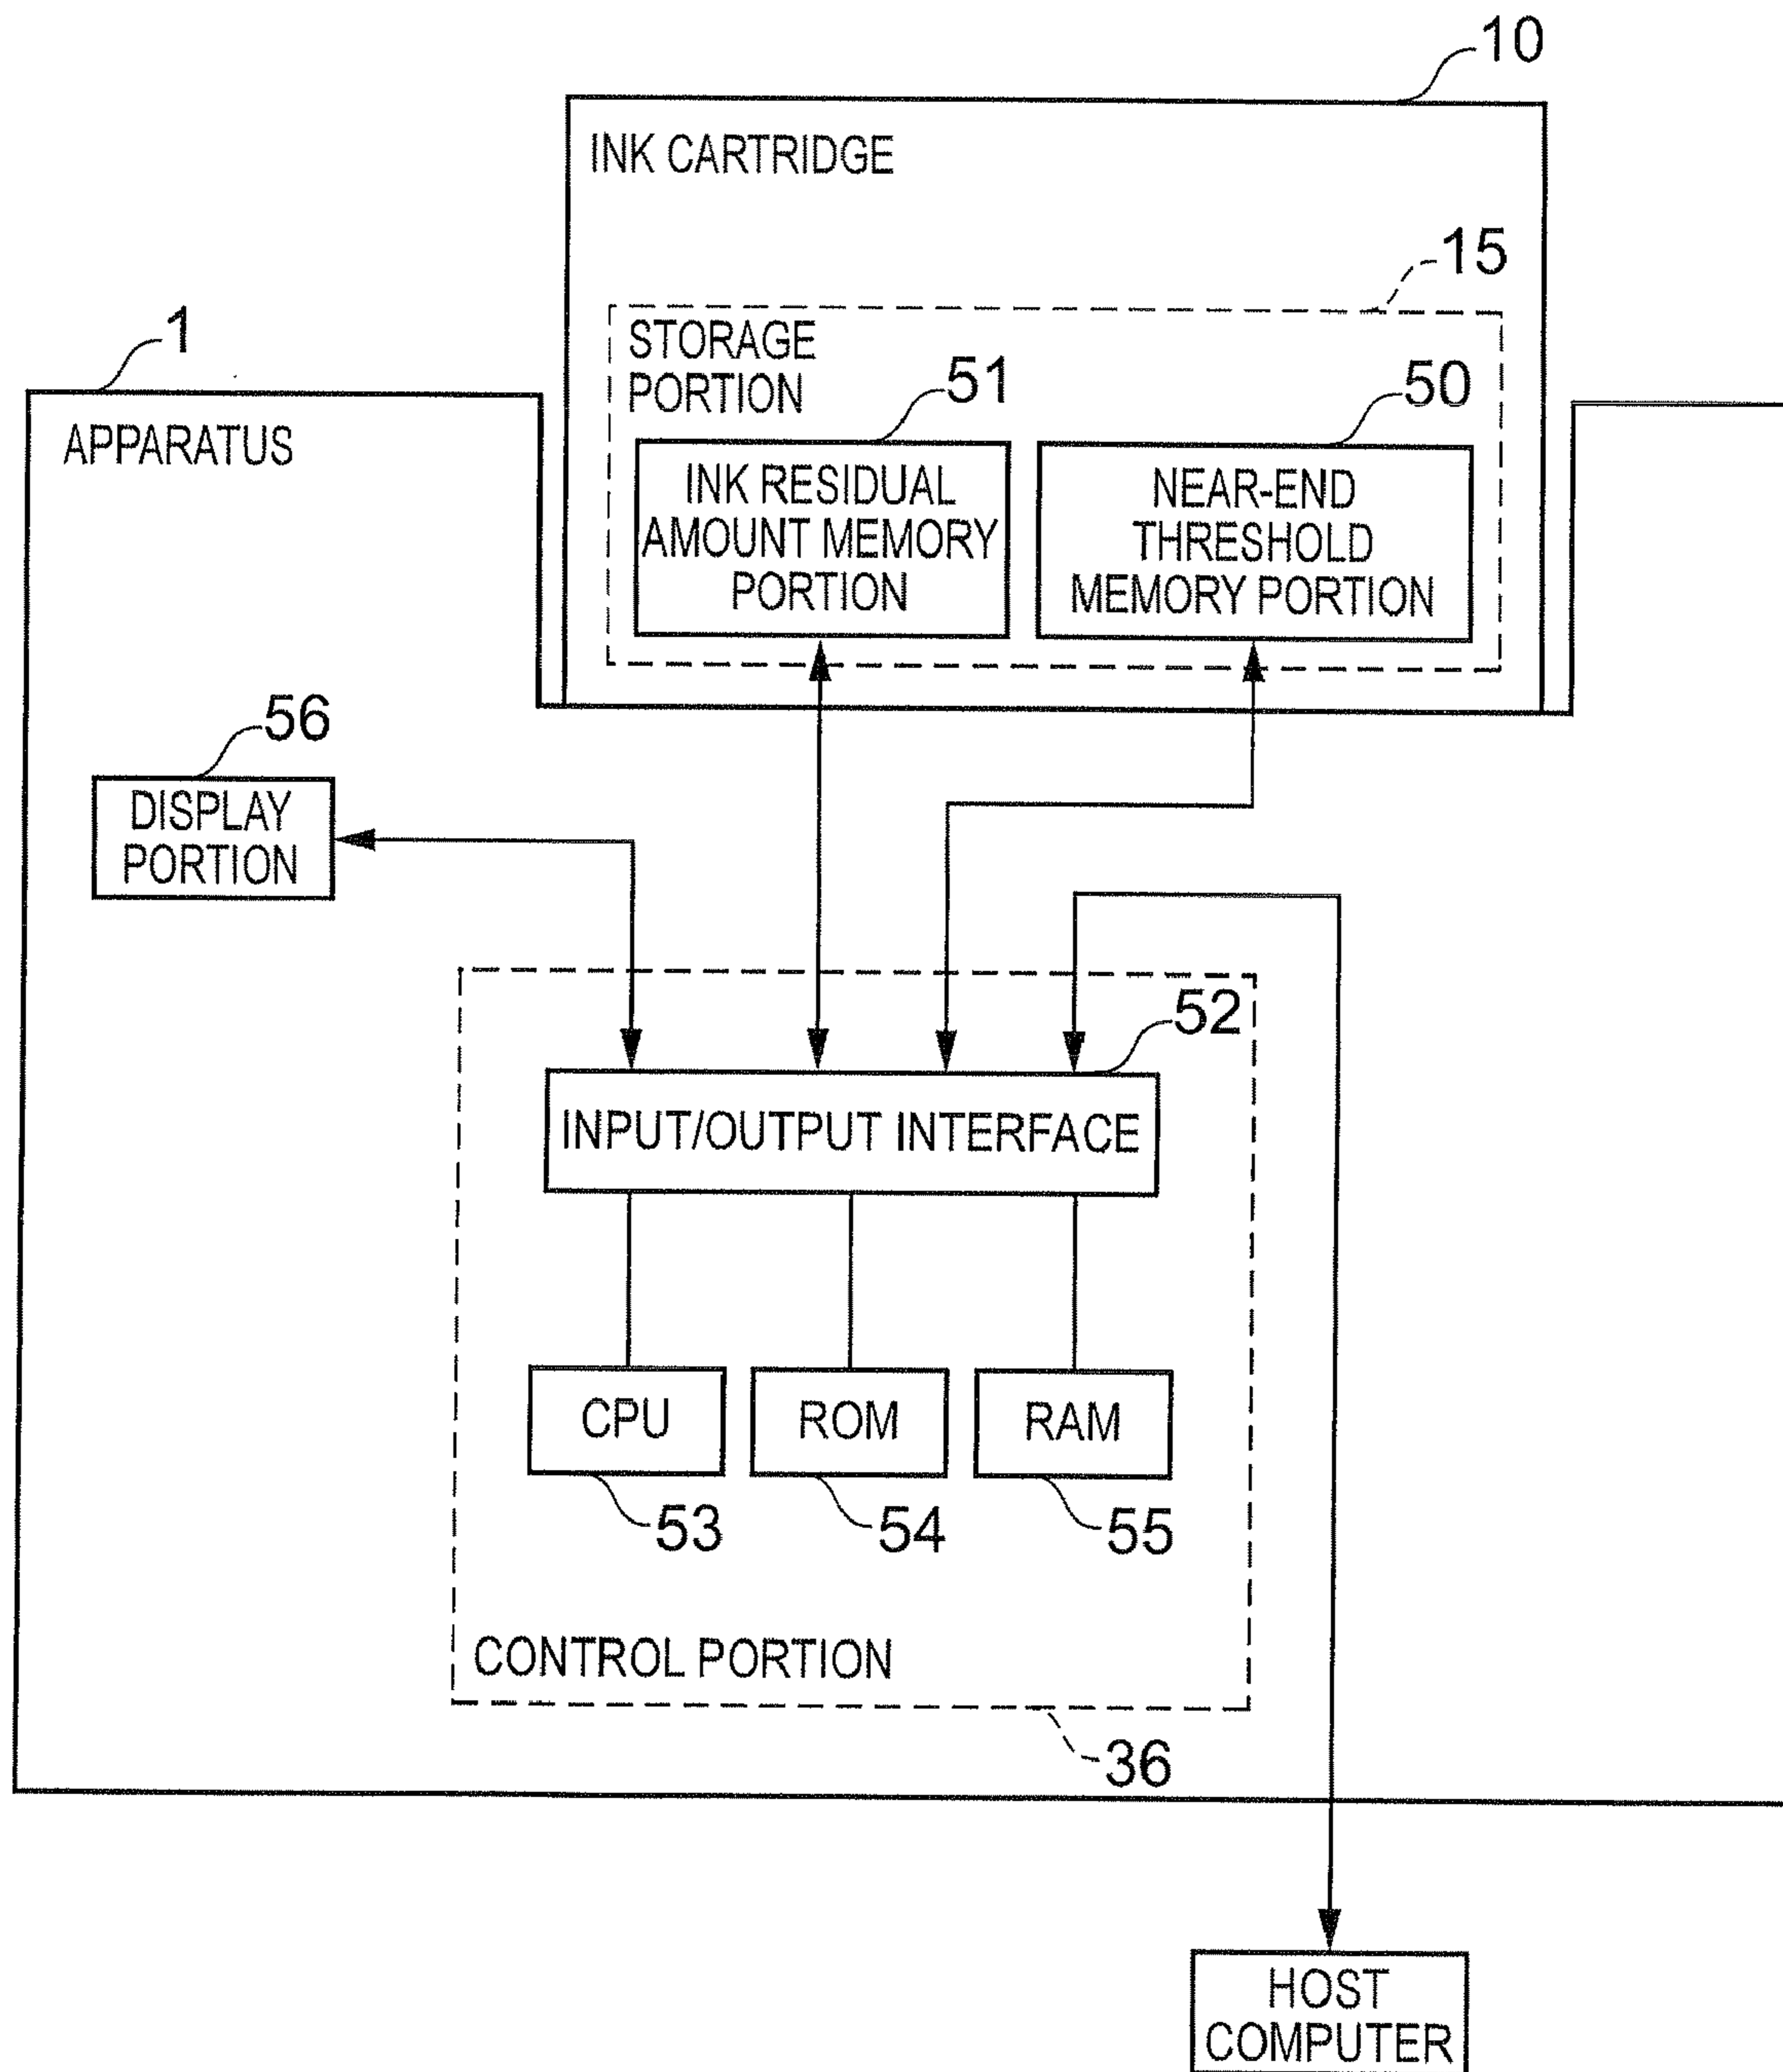 10
INK CARTRIDGE
15
STORAGE
PORTION
1
51
50
APPARATUS
INK RESIDUAL
AMOUNT MEMORY
PORTION
NEAR-END
THRESHOLD
MEMORY PORTION
56
DISPLAY
PORTION
52
INPUT/OUTPUT INTERFACE
CPU
ROM
RAM
53
54
55
CONTROL PORTION
36
HOST
COMPUTER